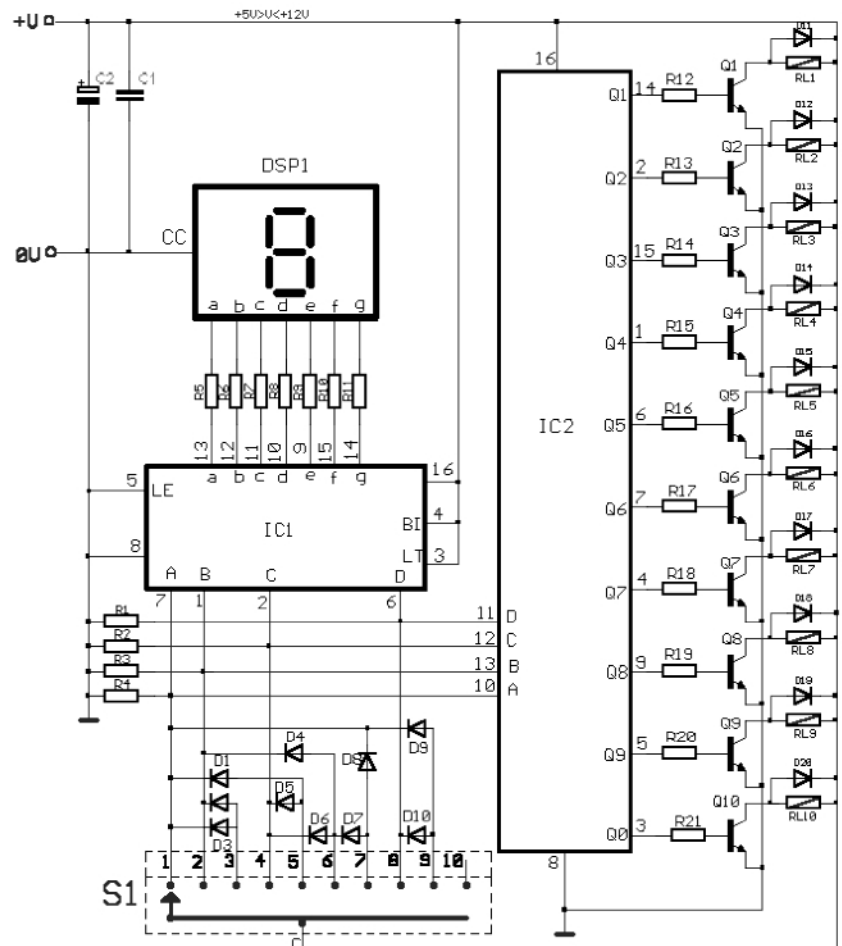 +U +5V>V<+12V
C2 C1
DSP1
CC
0U
a b c d e f g
R5 R6 R7 R8 R9 R10 R11
13 12 11 10 9 15 14
a b c d e f g
5 LE
16
BI 4
IC1
8
LT 3
A B C D
7 1 2 6
R1
R2
R3
R4
11 D
12 C
13 B
10 A
D9
D4
D8
D1
D5
D3
D6 D7 D10
1 2 3 4 5 6 7 8 9 10
S1
C
16
IC2
8
Q1 14 R12 Q1 D11 RL1
Q2 2 R13 Q2 D12 RL2
Q3 15 R14 Q3 D13 RL3
Q4 1 R15 Q4 D14 RL4
Q5 6 R16 Q5 D15 RL5
Q6 7 R17 Q6 D16 RL6
Q7 4 R18 Q7 D17 RL7
Q8 9 R19 Q8 D18 RL8
Q9 5 R20 Q9 D19 RL9
Q0 3 R21 Q10 D20 RL10